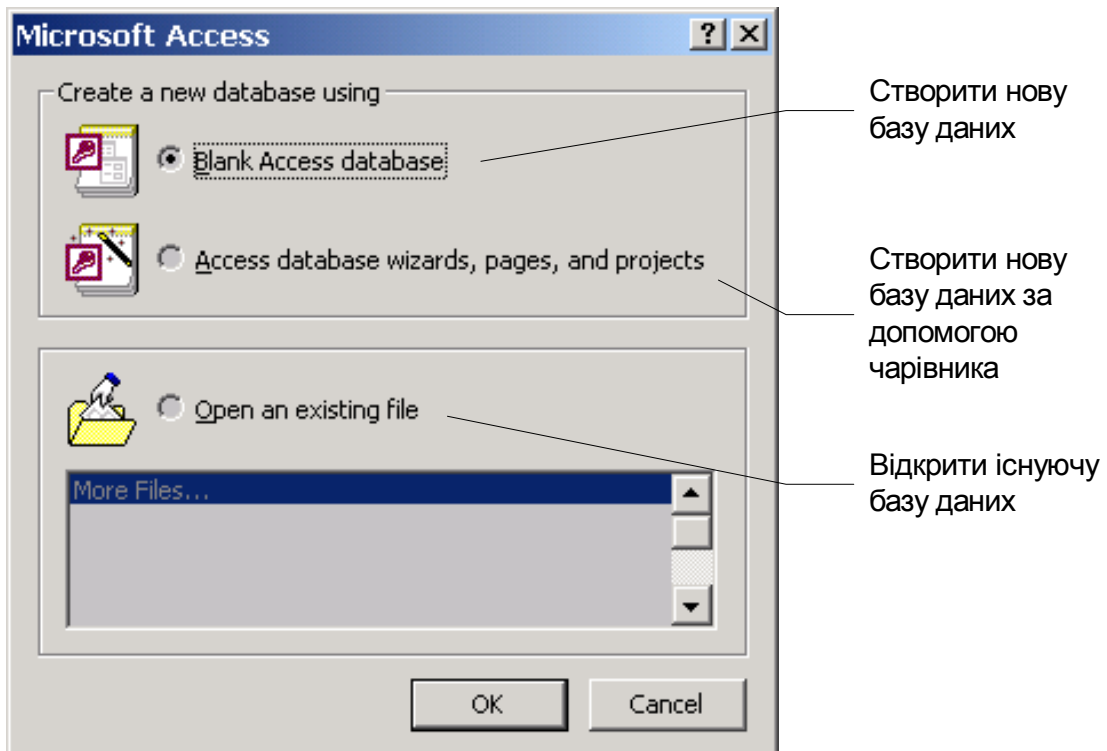 Microsoft Access
Create a new database using
Blank Access database
Access database wizards, pages, and projects
Open an existing file
More Files...
OK
Cancel
Створити нову
базу даних
Створити нову
базу даних за
допомогою
чарівника
Відкрити існуючу
базу даних